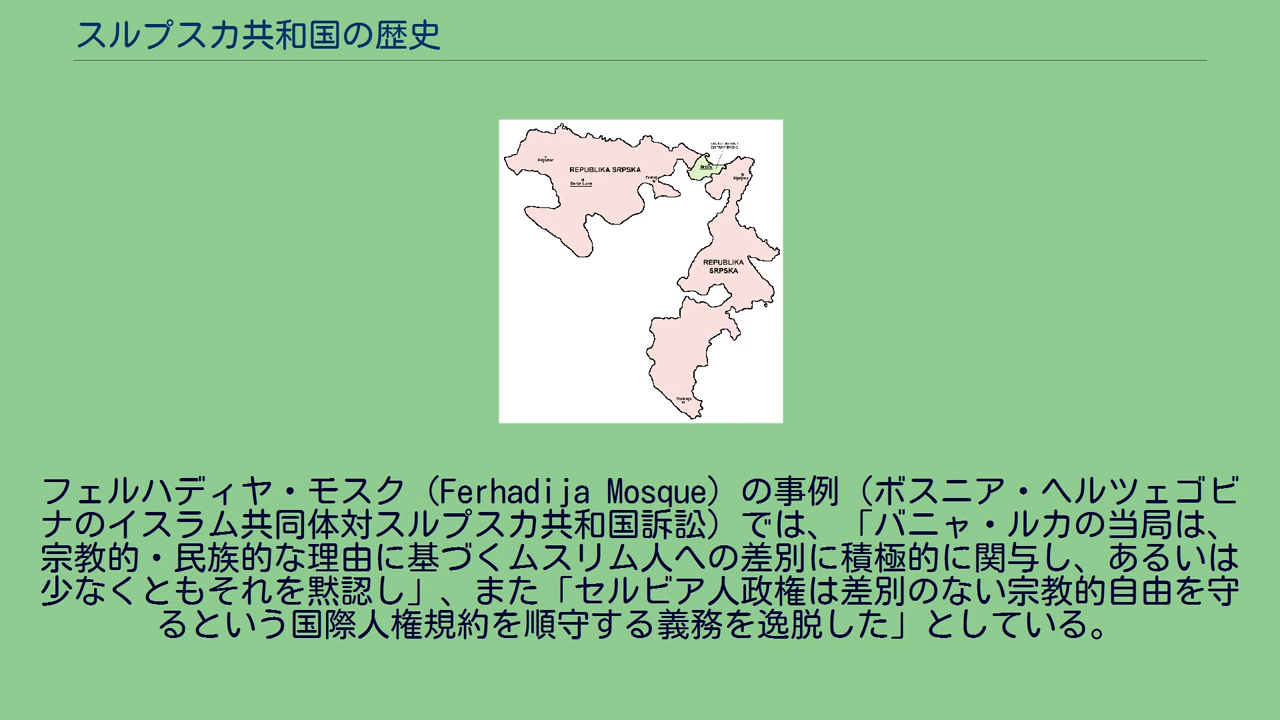 スルプスカ共和国の歴史
REPUBLIKA SRPSKA
Banja Luka
Brčko
REPUBLIKA
SRPSKA
フェルハディヤ・モスク（Ferhadija Mosque）の事例（ボスニア・ヘルツェゴビ
ナのイスラム共同体対スルプスカ共和国訴訟）では、「バニャ・ルカの当局は、
宗教的・民族的な理由に基づくムスリム人への差別に積極的に関与し、あるいは
少なくともそれを黙認し」、また「セルビア人政権は差別のない宗教的自由を守
るという国際人権規約を順守する義務を逸脱した」としている。